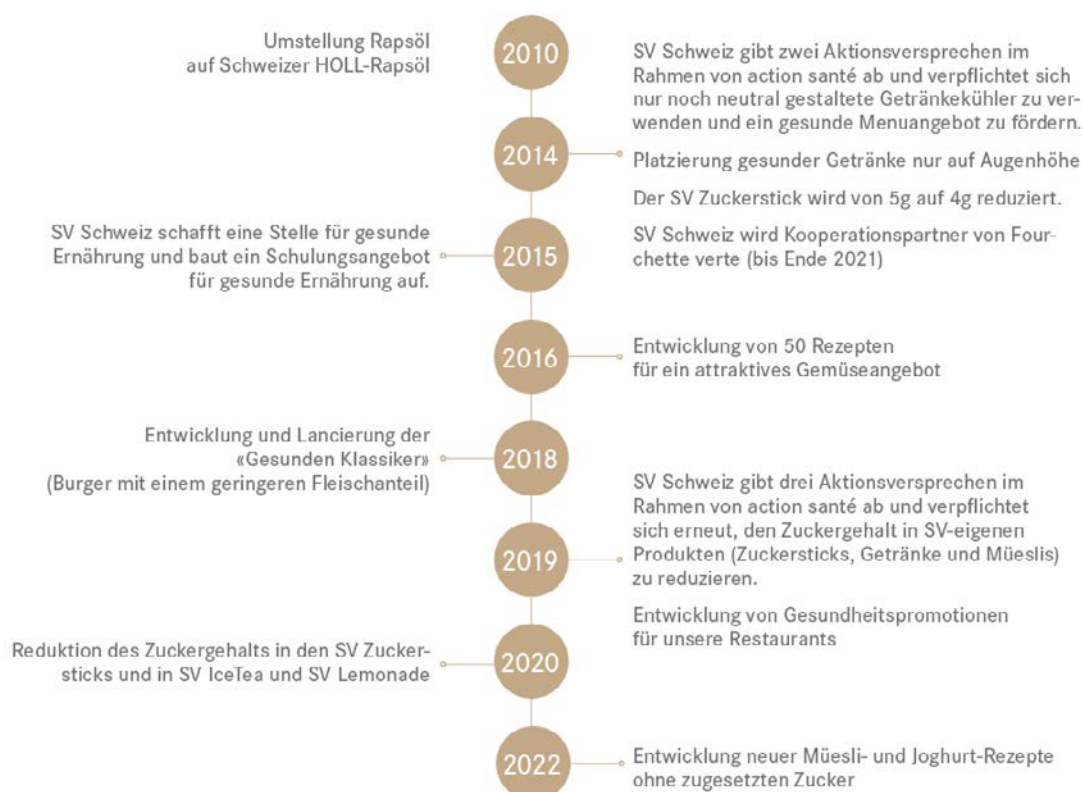 Umstellung Rapsöl
auf Schweizer HOLL-Rapsöl
2010
SV Schweiz gibt zwei Aktionsversprechen im
Rahmen von action santé ab und verpflichtet sich
nur noch neutral gestaltete Getränkekühler zu ver-
wenden und ein gesunde Menuangebot zu fördern.
2014
Platzierung gesunder Getränke nur auf Augenhöhe
Der SV Zuckerstick wird von 5g auf 4g reduziert.
SV Schweiz wird Kooperationspartner von Four-
chette verte (bis Ende 2021)
SV Schweiz schafft eine Stelle für gesunde
Ernährung und baut ein Schulungsangebot
für gesunde Ernährung auf.
2015
2016
Entwicklung von 50 Rezepten
für ein attraktives Gemüseangebot
Entwicklung und Lancierung der
«Gesunden Klassiker»
(Burger mit einem geringeren Fleischanteil)
2018
SV Schweiz gibt drei Aktionsversprechen im
Rahmen von action santé ab und verpflichtet
sich erneut, den Zuckergehalt in SV-eigenen
Produkten (Zuckersticks, Getränke und Müeslis)
zu reduzieren.
2019
Entwicklung von Gesundheitspromotionen
für unsere Restaurants
Reduktion des Zuckergehalts in den SV Zucker-
sticks und in SV IceTea und SV Lemonade
2020
2022
Entwicklung neuer Müesli- und Joghurt-Rezepte
ohne zugesetzten Zucker